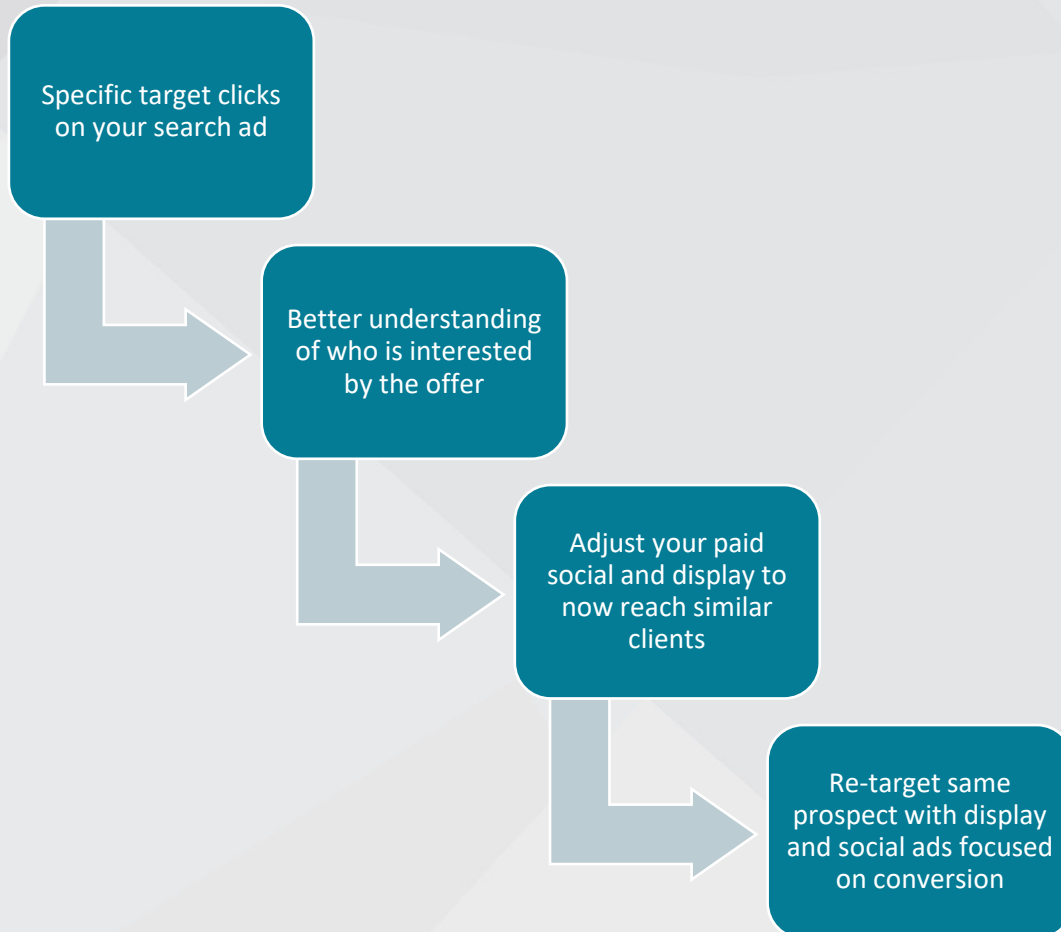 Specific target clicks
on your search ad
Better understanding
of who is interested
by the offer
Adjust your paid
social and display to
now reach similar
clients
Re-target same
prospect with display
and social ads focused
on conversion